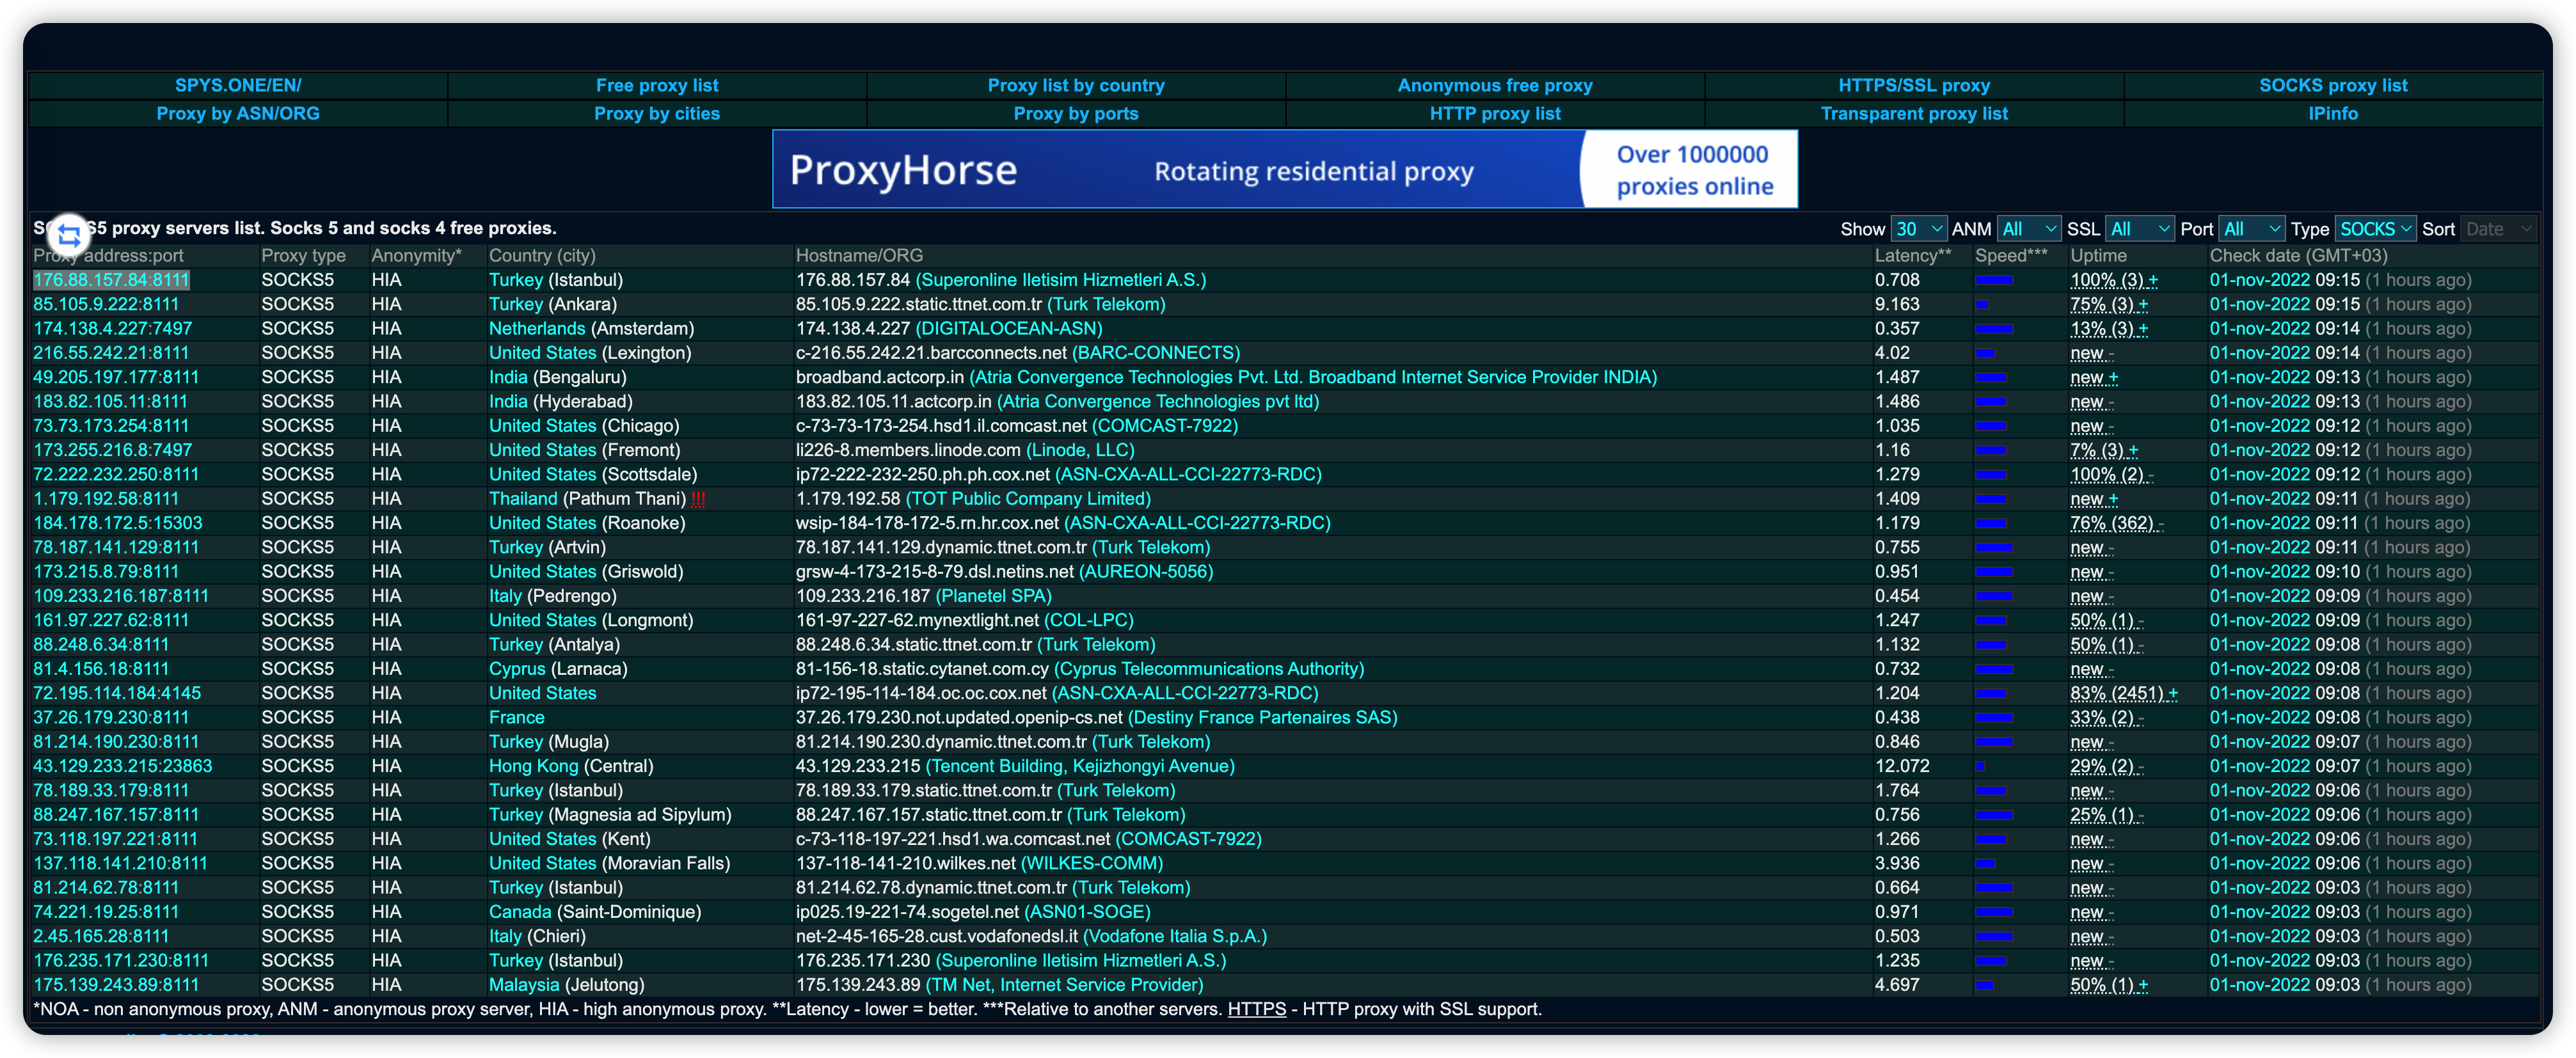 SPYS.ONE/EN/ Free proxy list Proxy list by country Anonymous free proxy HTTPS/SSL proxy SOCKS proxy list
Proxy by ASN/ORG Proxy by cities Proxy by ports HTTP proxy list Transparent proxy list IPinfo
ProxyHorse Rotating residential proxy Over 1000000 proxies online
S5 proxy servers list. Socks 5 and socks 4 free proxies. Show 30 ANM All SSL All Port All Type SOCKS Sort Date
Proxy address:port Proxy type Anonymity* Country (city) Hostname/ORG Latency** Speed*** Uptime Check date (GMT+03)
176.88.157.84:8111 SOCKS5 HIA Turkey (Istanbul) 176.88.157.84 (Superonline Iletisim Hizmetleri A.S.) 0.708 100% (3) + 01-nov-2022 09:15 (1 hours ago)
85.105.9.222:8111 SOCKS5 HIA Turkey (Ankara) 85.105.9.222.static.ttnet.com.tr (Turk Telekom) 9.163 75% (3) + 01-nov-2022 09:15 (1 hours ago)
174.138.4.227:7497 SOCKS5 HIA Netherlands (Amsterdam) 174.138.4.227 (DIGITALOCEAN-ASN) 0.357 13% (3) + 01-nov-2022 09:14 (1 hours ago)
216.55.242.21:8111 SOCKS5 HIA United States (Lexington) c-216.55.242.21.barcconnects.net (BARC-CONNECTS) 4.02 new - 01-nov-2022 09:14 (1 hours ago)
49.205.197.177:8111 SOCKS5 HIA India (Bengaluru) broadband.actcorp.in (Atria Convergence Technologies Pvt. Ltd. Broadband Internet Service Provider INDIA) 1.487 new + 01-nov-2022 09:13 (1 hours ago)
183.82.105.11:8111 SOCKS5 HIA India (Hyderabad) 183.82.105.11.actcorp.in (Atria Convergence Technologies pvt ltd) 1.486 new - 01-nov-2022 09:13 (1 hours ago)
73.73.173.254:8111 SOCKS5 HIA United States (Chicago) c-73-73-173-254.hsd1.il.comcast.net (COMCAST-7922) 1.035 new - 01-nov-2022 09:12 (1 hours ago)
173.255.216.8:7497 SOCKS5 HIA United States (Fremont) li226-8.members.linode.com (Linode, LLC) 1.16 7% (3) + 01-nov-2022 09:12 (1 hours ago)
72.222.232.250:8111 SOCKS5 HIA United States (Scottsdale) ip72-222-232-250.ph.ph.cox.net (ASN-CXA-ALL-CCI-22773-RDC) 1.279 100% (2) - 01-nov-2022 09:12 (1 hours ago)
1.179.192.58:8111 SOCKS5 HIA Thailand (Pathum Thani) !!! 1.179.192.58 (TOT Public Company Limited) 1.409 new + 01-nov-2022 09:11 (1 hours ago)
184.178.172.5:15303 SOCKS5 HIA United States (Roanoke) wsip-184-178-172-5.rn.hr.cox.net (ASN-CXA-ALL-CCI-22773-RDC) 1.179 76% (362) - 01-nov-2022 09:11 (1 hours ago)
78.187.141.129:8111 SOCKS5 HIA Turkey (Artvin) 78.187.141.129.dynamic.ttnet.com.tr (Turk Telekom) 0.755 new - 01-nov-2022 09:11 (1 hours ago)
173.215.8.79:8111 SOCKS5 HIA United States (Griswold) grsw-4-173-215-8-79.dsl.netins.net (AUREON-5056) 0.951 new - 01-nov-2022 09:10 (1 hours ago)
109.233.216.187:8111 SOCKS5 HIA Italy (Pedrengo) 109.233.216.187 (Planetel SPA) 0.454 new - 01-nov-2022 09:09 (1 hours ago)
161.97.227.62:8111 SOCKS5 HIA United States (Longmont) 161-97-227-62.mynextlight.net (COL-LPC) 1.247 50% (1) - 01-nov-2022 09:09 (1 hours ago)
88.248.6.34:8111 SOCKS5 HIA Turkey (Antalya) 88.248.6.34.static.ttnet.com.tr (Turk Telekom) 1.132 50% (1) - 01-nov-2022 09:08 (1 hours ago)
81.4.156.18:8111 SOCKS5 HIA Cyprus (Larnaca) 81-156-18.static.cytanet.com.cy (Cyprus Telecommunications Authority) 0.732 new - 01-nov-2022 09:08 (1 hours ago)
72.195.114.184:4145 SOCKS5 HIA United States ip72-195-114-184.oc.oc.cox.net (ASN-CXA-ALL-CCI-22773-RDC) 1.204 83% (2451) + 01-nov-2022 09:08 (1 hours ago)
37.26.179.230:8111 SOCKS5 HIA France 37.26.179.230.not.updated.openip-cs.net (Destiny France Partenaires SAS) 0.438 33% (2) - 01-nov-2022 09:08 (1 hours ago)
81.214.190.230:8111 SOCKS5 HIA Turkey (Mugla) 81.214.190.230.dynamic.ttnet.com.tr (Turk Telekom) 0.846 new - 01-nov-2022 09:07 (1 hours ago)
43.129.233.215:23863 SOCKS5 HIA Hong Kong (Central) 43.129.233.215 (Tencent Building, Kejizhongyi Avenue) 12.072 29% (2) - 01-nov-2022 09:07 (1 hours ago)
78.189.33.179:8111 SOCKS5 HIA Turkey (Istanbul) 78.189.33.179.static.ttnet.com.tr (Turk Telekom) 1.764 new - 01-nov-2022 09:06 (1 hours ago)
88.247.167.157:8111 SOCKS5 HIA Turkey (Magnesia ad Sipylum) 88.247.167.157.static.ttnet.com.tr (Turk Telekom) 0.756 25% (1) - 01-nov-2022 09:06 (1 hours ago)
73.118.197.221:8111 SOCKS5 HIA United States (Kent) c-73-118-197-221.hsd1.wa.comcast.net (COMCAST-7922) 1.266 new - 01-nov-2022 09:06 (1 hours ago)
137.118.141.210:8111 SOCKS5 HIA United States (Moravian Falls) 137-118-141-210.wilkes.net (WILKES-COMM) 3.936 new - 01-nov-2022 09:06 (1 hours ago)
81.214.62.78:8111 SOCKS5 HIA Turkey (Istanbul) 81.214.62.78.dynamic.ttnet.com.tr (Turk Telekom) 0.664 new - 01-nov-2022 09:03 (1 hours ago)
74.221.19.25:8111 SOCKS5 HIA Canada (Saint-Dominique) ip025.19-221-74.sogetel.net (ASN01-SOGE) 0.971 new - 01-nov-2022 09:03 (1 hours ago)
2.45.165.28:8111 SOCKS5 HIA Italy (Chieri) net-2-45-165-28.cust.vodafonedsl.it (Vodafone Italia S.p.A.) 0.503 new - 01-nov-2022 09:03 (1 hours ago)
176.235.171.230:8111 SOCKS5 HIA Turkey (Istanbul) 176.235.171.230 (Superonline Iletisim Hizmetleri A.S.) 1.235 new - 01-nov-2022 09:03 (1 hours ago)
175.139.243.89:8111 SOCKS5 HIA Malaysia (Jelutong) 175.139.243.89 (TM Net, Internet Service Provider) 4.697 50% (1) + 01-nov-2022 09:03 (1 hours ago)
*NOA - non anonymous proxy, ANM - anonymous proxy server, HIA - high anonymous proxy. **Latency - lower = better. ***Relative to another servers. HTTPS - HTTP proxy with SSL support.